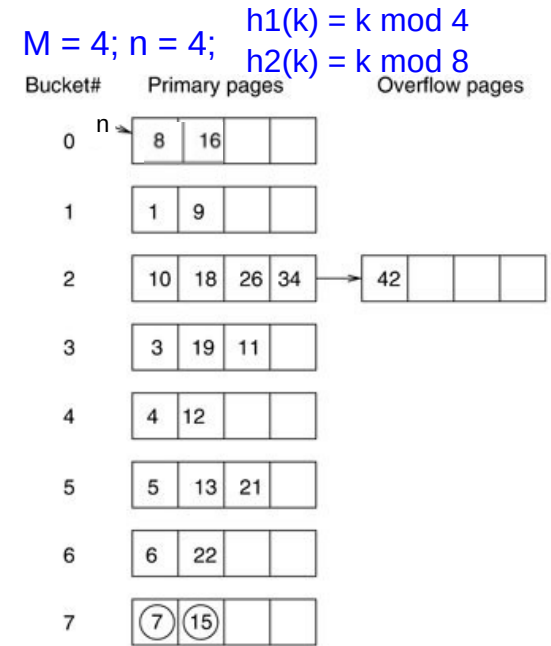 M = 4; n = 4;
h1(k) = k mod 4
h2(k) = k mod 8
Bucket# Primary pages Overflow pages
n
0 8 16
1 1 9
2 10 18 26 34 42
3 3 19 11
4 4 12
5 5 13 21
6 6 22
7 7 15